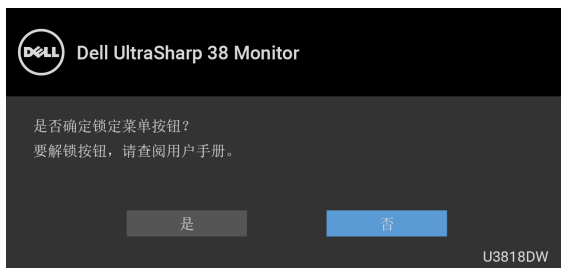 DELL
Dell UltraSharp 38 Monitor
是否确定锁定菜单按钮?
要解锁按钮，请查阅用户手册。
是
否
U3818DW